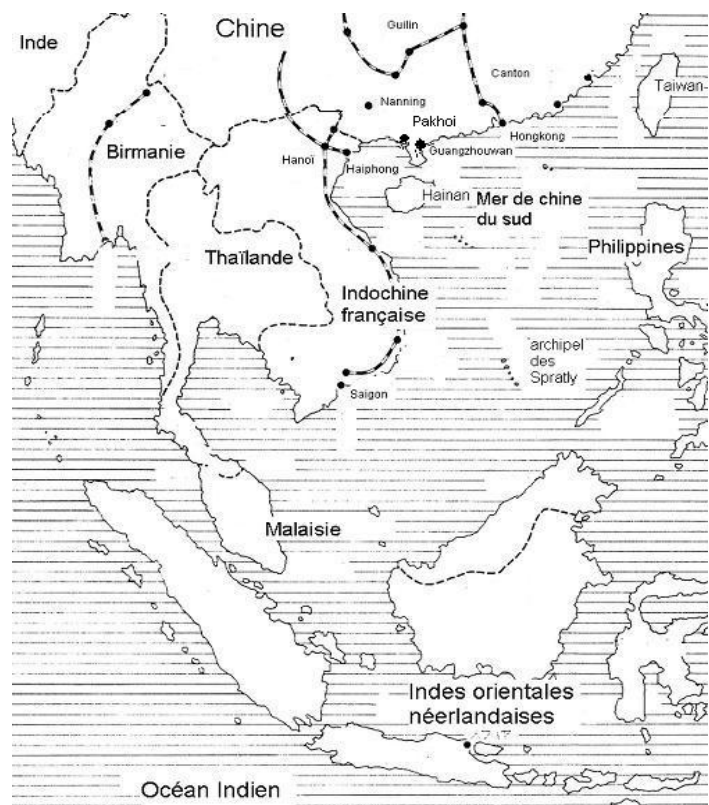 Inde
Chine
Guilin
Canton
Taiwan
Nanning
Pakhoi
Birmanie
Hongkong
Guangzhouwan
Hanoï
Haiphong
Hainan
Mer de chine
du sud
Philippines
Thaïlande
Indochine
française
archipel
des
Spratly
Saigon
Malaisie
Indes orientales
néerlandaises
Océan Indien